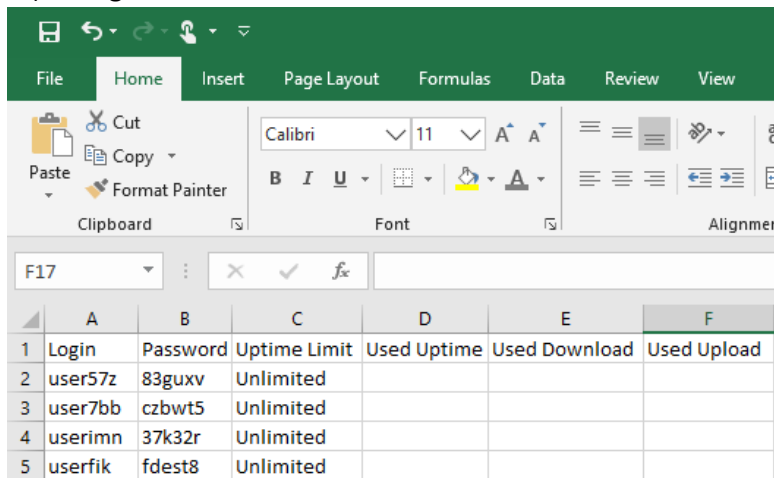 File Home Insert Page Layout Formulas Data Review View
Cut
Copy
Paste
Format Painter
Calibri 11 A A
B I U A
Clipboard Font Alignmer
F17 fx
A B C D E F
1 Login Password Uptime Limit Used Uptime Used Download Used Upload
2 user57z 83guxv Unlimited
3 user7bb czbwt5 Unlimited
4 userimn 37k32r Unlimited
5 userfik fdest8 Unlimited